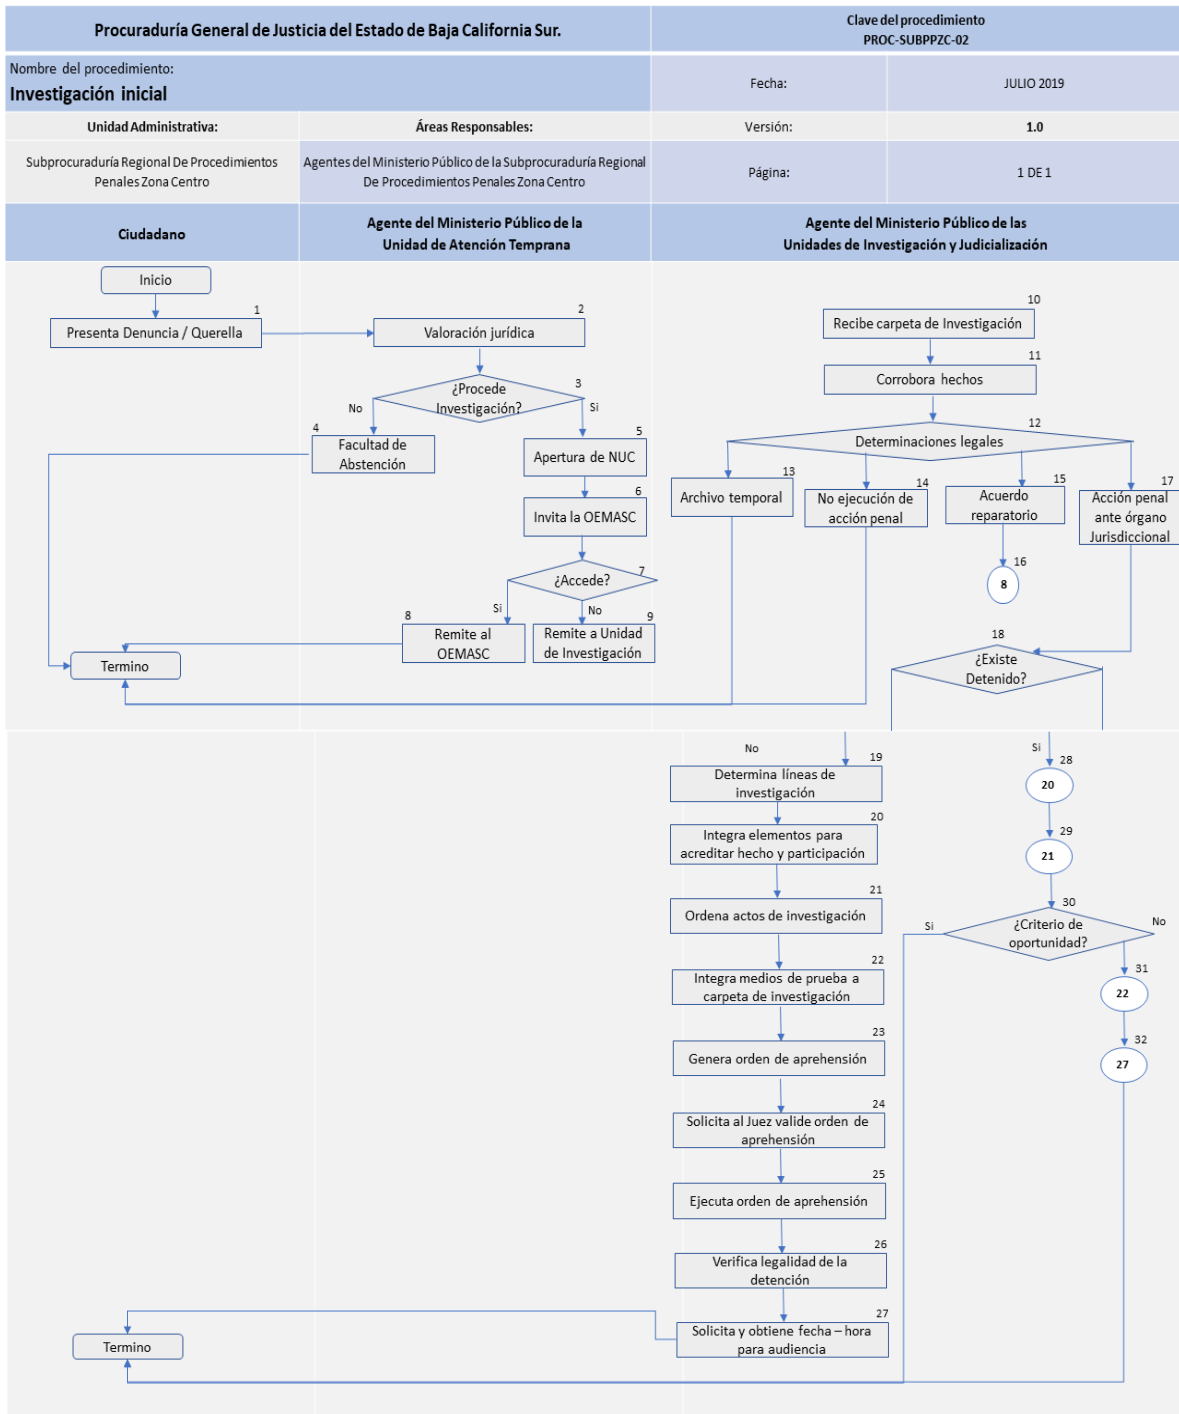 Procuraduría General de Justicia del Estado de Baja California Sur.
Clave del procedimiento
PROC-SUBPPZC-02
Nombre del procedimiento:
Investigación inicial
Fecha:
JULIO 2019
Unidad Administrativa:
Áreas Responsables:
Versión:
1.0
Subprocuraduría Regional De Procedimientos
Penales Zona Centro
Agentes del Ministerio Público de la Subprocuraduría Regional
De Procedimientos Penales Zona Centro
Página:
1 DE 1
Ciudadano
Agente del Ministerio Público de la
Unidad de Atención Temprana
Agente del Ministerio Público de las
Unidades de Investigación y Judicialización
Inicio
1
Presenta Denuncia / Querella
2
Valoración jurídica
3
¿Procede
Investigación?
No
Si
4
Facultad de
Abstención
5
Apertura de NUC
6
Invita la OEMASC
7
¿Accede?
Si
No
8
Remite al
OEMASC
9
Remite a Unidad
de Investigación
Termino
10
Recibe carpeta de Investigación
11
Corrobora hechos
12
Determinaciones legales
13
Archivo temporal
14
No ejecución de
acción penal
15
Acuerdo
reparatorio
16
8
17
Acción penal
ante órgano
Jurisdiccional
18
¿Existe
Detenido?
No
Si
19
Determina líneas de
investigación
20
Integra elementos para
acreditar hecho y participación
21
Ordena actos de investigación
22
Integra medios de prueba a
carpeta de investigación
23
Genera orden de aprehensión
24
Solicita al Juez valide orden de
aprehensión
25
Ejecuta orden de aprehensión
26
Verifica legalidad de la
detención
27
Solicita y obtiene fecha – hora
para audiencia
28
20
29
21
30
¿Criterio de
oportunidad?
Si
No
31
22
32
27
Termino